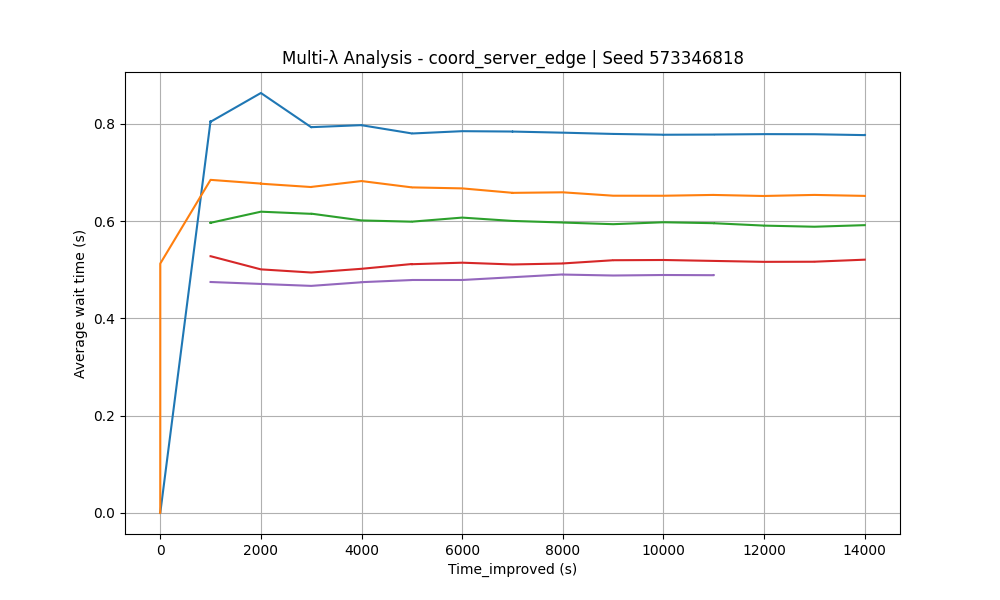 Multi-λ Analysis - coord_server_edge | Seed 573346818
Average wait time (s)
0.8
0.6
0.4
0.2
0.0
0 2000 4000 6000 8000 10000 12000 14000
Time_improved (s)